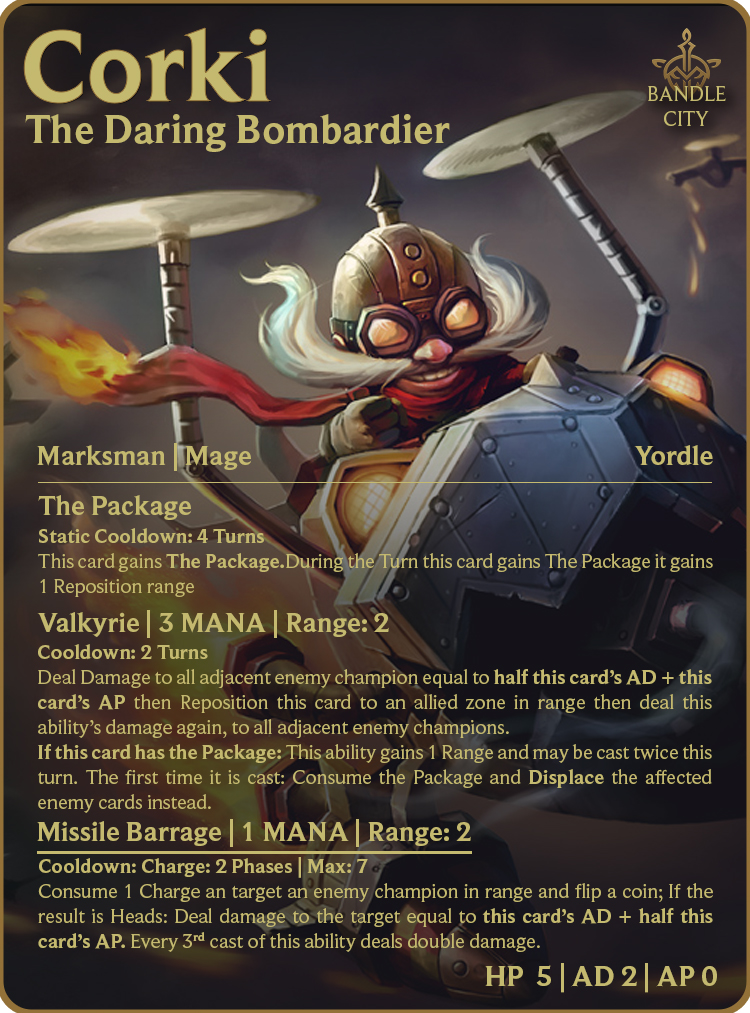 Corki
The Daring Bombardier
BANDLE
CITY
Marksman | Mage
Yordle
The Package
Static Cooldown: 4 Turns
This card gains The Package.During the Turn this card gains The Package it gains
1 Reposition range
Valkyrie | 3 MANA | Range: 2
Cooldown: 2 Turns
Deal Damage to all adjacent enemy champion equal to half this card's AD + this
card's AP then Reposition this card to an allied zone in range then deal this
ability's damage again, to all adjacent enemy champions.
If this card has the Package: This ability gains 1 Range and may be cast twice this
turn. The first time it is cast: Consume the Package and Displace the affected
enemy cards instead.
Missile Barrage | 1 MANA | Range: 2
Cooldown: Charge: 2 Phases | Max: 7
Consume 1 Charge an target an enemy champion in range and flip a coin; If the
result is Heads: Deal damage to the target equal to this card's AD + half this
card's AP. Every 3rd cast of this ability deals double damage.
HP 5 | AD 2 | AP 0